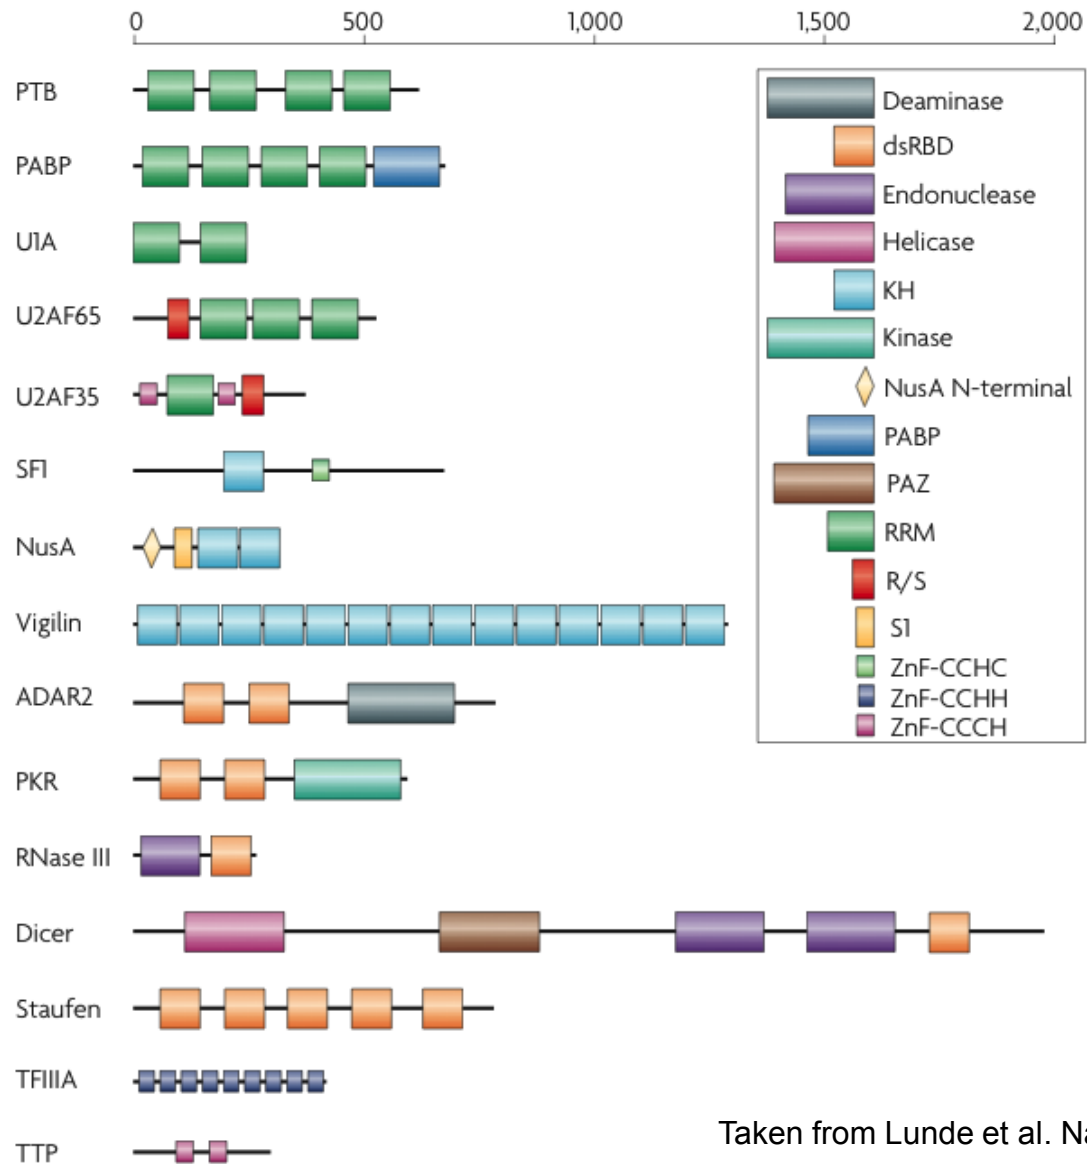 0 500 1,000 1,500 2,000
PTB
PABP
U1A
U2AF65
U2AF35
SF1
NusA
Vigilin
ADAR2
PKR
RNase III
Dicer
Staufen
TFIIIA
TTP
Deaminase
dsRBD
Endonuclease
Helicase
KH
Kinase
NusA N-terminal
PABP
PAZ
RRM
R/S
S1
ZnF-CCHC
ZnF-CCHH
ZnF-CCCH
Taken from Lunde et al.